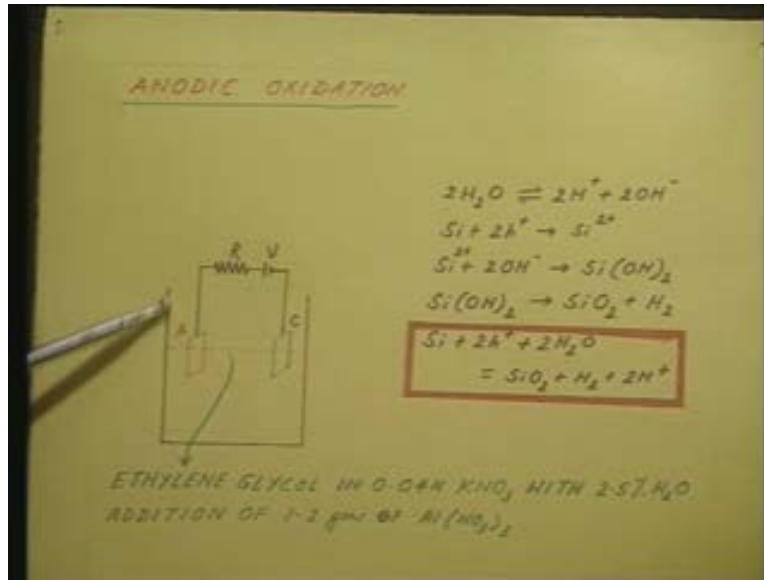 ANODIC OXIDATION
2H₂O ⇌ 2H⁺ + 2OH⁻
Si + 2h⁺ → Si²⁺
Si²⁺ + 2OH⁻ → Si(OH)₂
Si(OH)₂ → SiO₂ + H₂
Si + 2h⁺ + 2H₂O
= SiO₂ + H₂ + 2H⁺
R V
A C
ETHYLENE GLYCOL IN 0.04N KNO₃ WITH 2.5% H₂O
ADDITION OF 1-2 gms OF Al(NO₃)₃